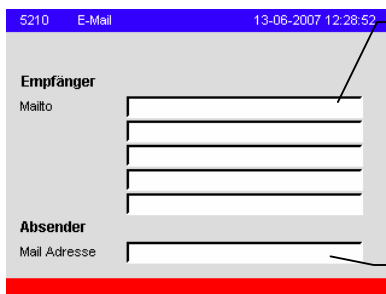 5210 E-Mail 13-06-2007 12:28:52
Empfänger
Mailto
Absender
Mail Adresse